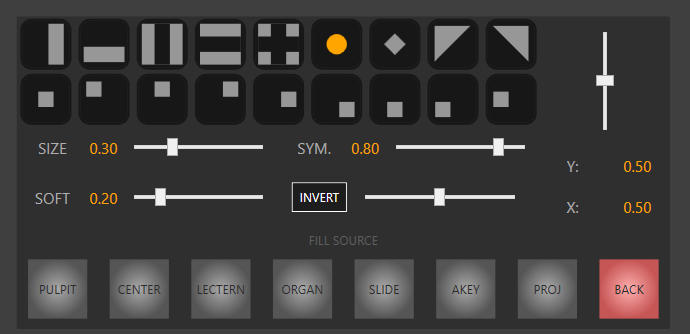 SIZE 0.30 SYM. 0.80
Y: 0.50
SOFT 0.20 INVERT
X: 0.50
FILL SOURCE
PULPIT CENTER LECTERN ORGAN SLIDE AKEY PROJ BACK